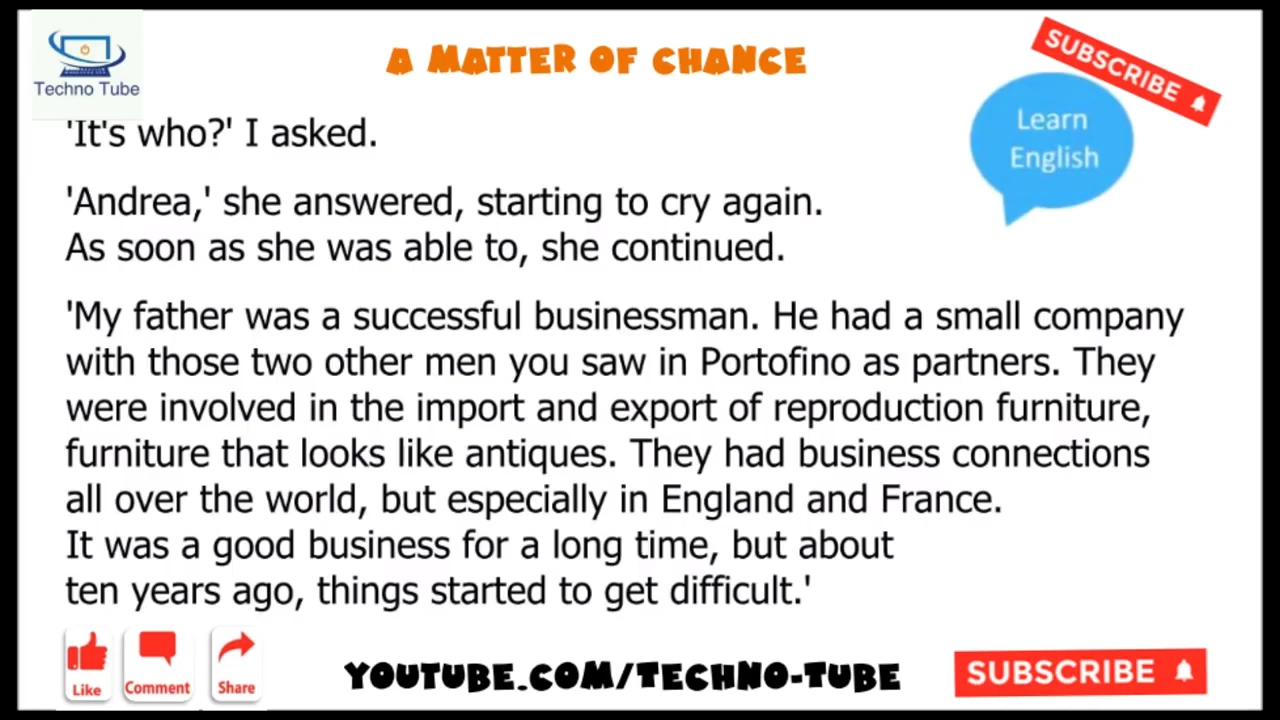 A MATTER OF CHANCE
SUBSCRIBE
Techno Tube
Learn
English
'It's who?' I asked.
'Andrea,' she answered, starting to cry again.
As soon as she was able to, she continued.
'My father was a successful businessman. He had a small company
with those two other men you saw in Portofino as partners. They
were involved in the import and export of reproduction furniture,
furniture that looks like antiques. They had business connections
all over the world, but especially in England and France.
It was a good business for a long time, but about
ten years ago, things started to get difficult.'
Like
Comment
Share
YOUTUBE.COM/TECHNO-TUBE
SUBSCRIBE